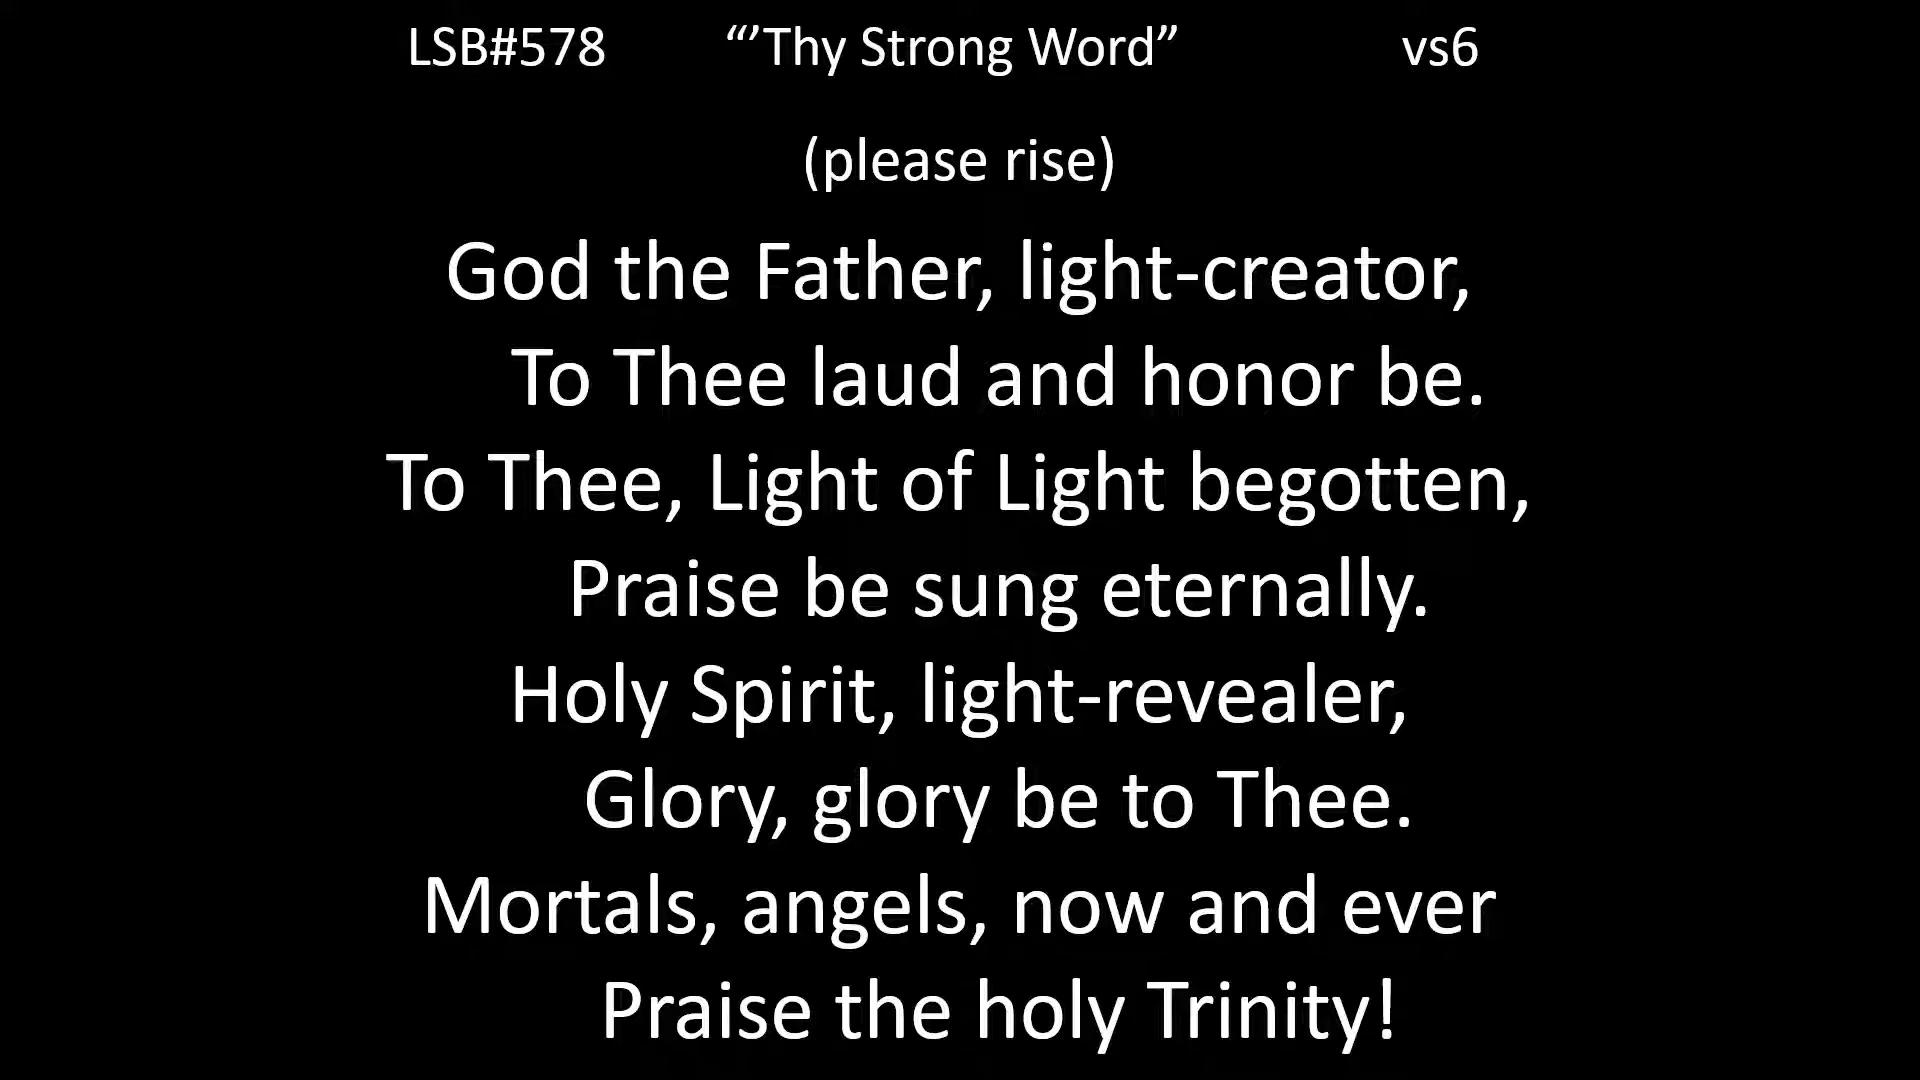 LSB#578 “’Thy Strong Word” vs6
(please rise)
God the Father, light-creator,
To Thee laud and honor be.
To Thee, Light of Light begotten,
Praise be sung eternally.
Holy Spirit, light-revealer,
Glory, glory be to Thee.
Mortals, angels, now and ever
Praise the holy Trinity!